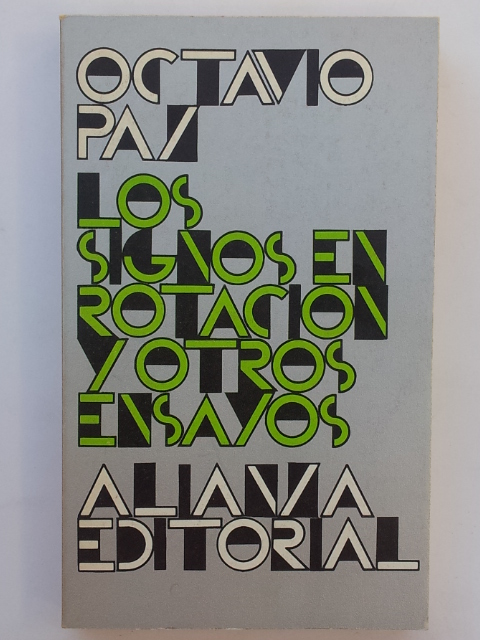 OCTAVIO
PAZ
LOS
SIGNOS EN
ROTACION
Y OTROS
ENSAYOS
ALIANZA
EDITORIAL